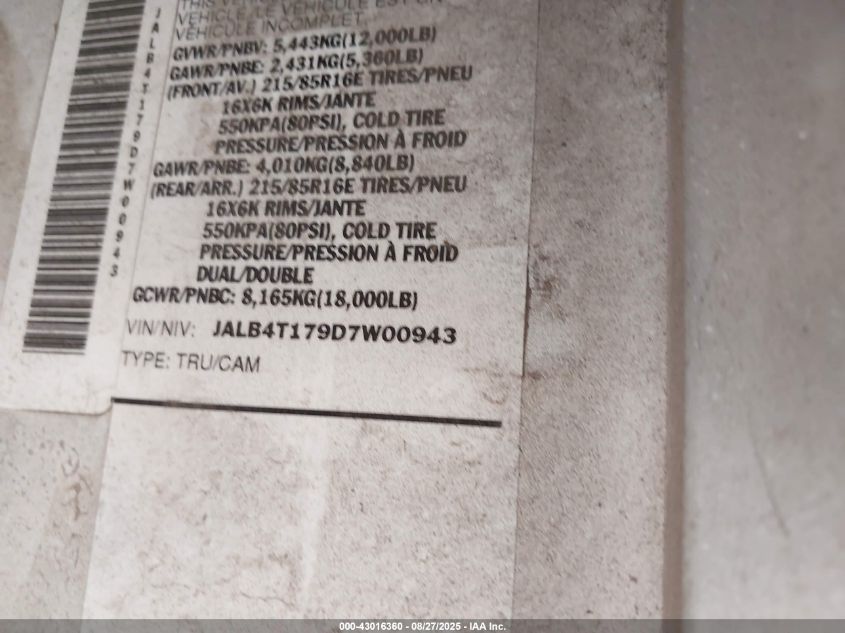 VÉHICULE INCOMPLET.
GVWR/PNBV: 5,443KG(12,000LB)
GAWR/PNBE: 2,431KG(5,360LB)
(FRONT/AV.) 215/85R16E TIRES/PNEU
16X6K RIMS/JANTE
550KPA(80PSI), COLD TIRE
PRESSURE/PRESSION À FROID
GAWR/PNBE: 4,010KG(8,840LB)
(REAR/ARR.) 215/85R16E TIRES/PNEU
16X6K RIMS/JANTE
550KPA(80PSI), COLD TIRE
PRESSURE/PRESSION À FROID
DUAL/DOUBLE
GCWR/PNBC: 8,165KG(18,000LB)
VIN/NIV: JALB4T179D7W00943
TYPE: TRU/CAM
JALB4T179D7W00943
000-43016360 - 08/27/2025 - IAA Inc.